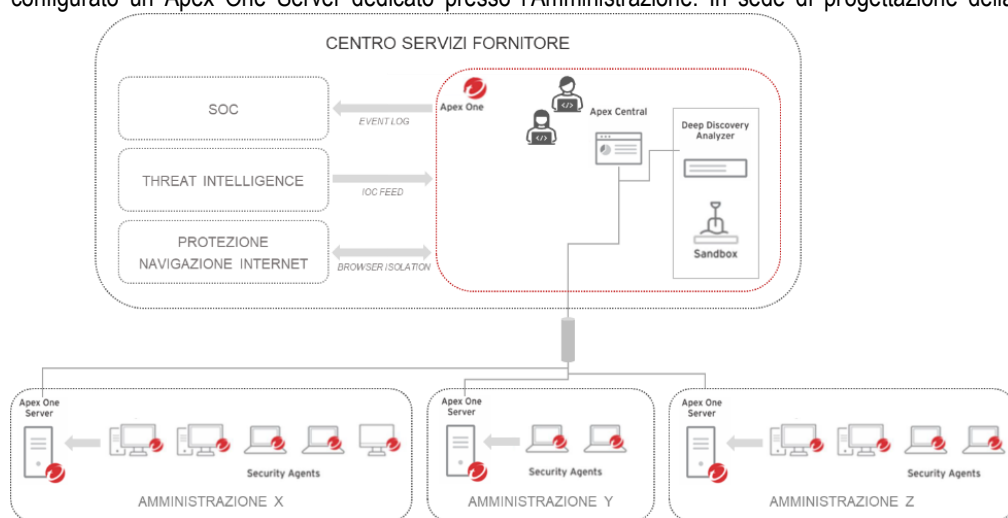 configurato un Apex One Server dedicato presso l'Amministrazione. In sede di progettazione della
CENTRO SERVIZI FORNITORE
SOC
EVENT LOG
Apex One
Apex Central
Deep Discovery
Analyzer
THREAT INTELLIGENCE
IOC FEED
PROTEZIONE
NAVIGAZIONE INTERNET
BROWSER ISOLATION
Sandbox
Apex One
Server
Security Agents
AMMINISTRAZIONE X
Apex One
Server
Security Agents
AMMINISTRAZIONE Y
Apex One
Server
Security Agents
AMMINISTRAZIONE Z